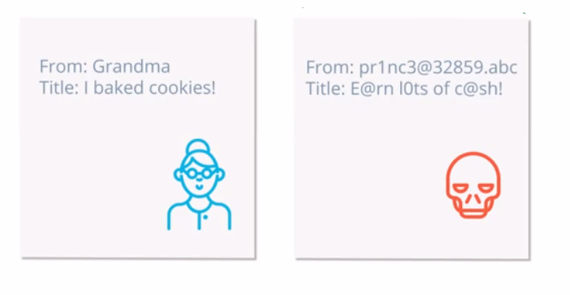 From: Grandma
Title: I baked cookies!
From: pr1nc3@32859.abc
Title: E@rn l0ts of c@sh!